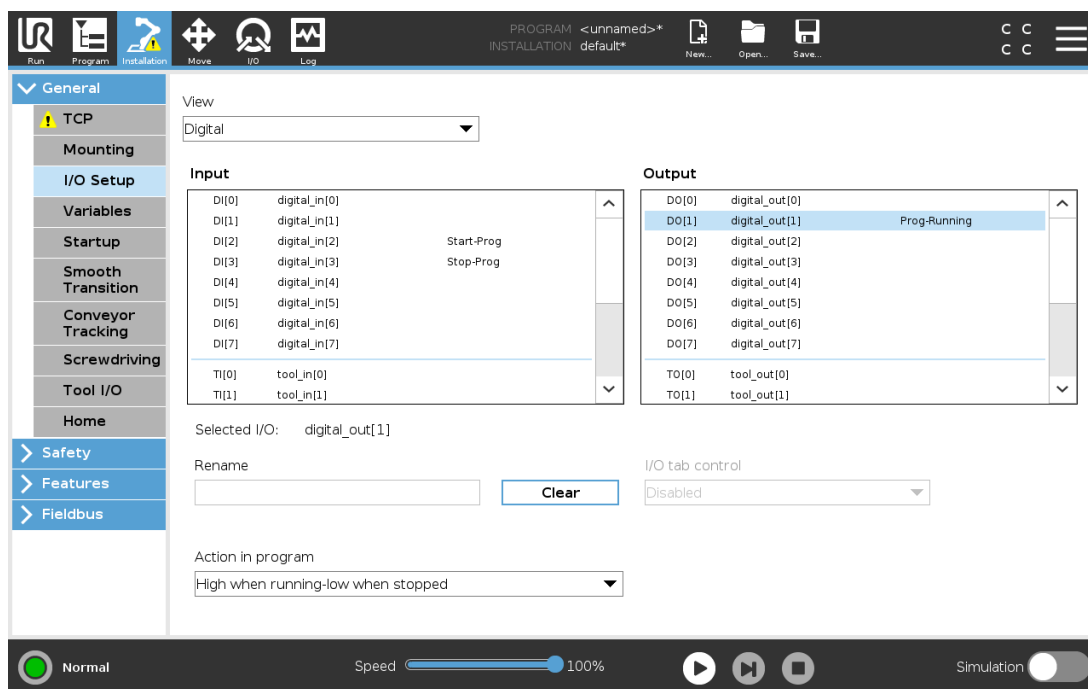 PROGRAM <unnamed>*
INSTALLATION default*
C C
C C
UR
Run
Program
Installation
Move
I/O
Log
New...
Open...
Save...
General
TCP
Mounting
I/O Setup
Variables
Startup
Smooth
Transition
Conveyor
Tracking
Screwdriving
Tool I/O
Home
Safety
Features
Fieldbus
View
Digital
Input
DI[0] digital_in[0]
DI[1] digital_in[1]
DI[2] digital_in[2] Start-Prog
DI[3] digital_in[3] Stop-Prog
DI[4] digital_in[4]
DI[5] digital_in[5]
DI[6] digital_in[6]
DI[7] digital_in[7]
TI[0] tool_in[0]
TI[1] tool_in[1]
Output
DO[0] digital_out[0]
DO[1] digital_out[1] Prog-Running
DO[2] digital_out[2]
DO[3] digital_out[3]
DO[4] digital_out[4]
DO[5] digital_out[5]
DO[6] digital_out[6]
DO[7] digital_out[7]
TO[0] tool_out[0]
TO[1] tool_out[1]
Selected I/O: digital_out[1]
Rename
Clear
I/O tab control
Disabled
Action in program
High when running-low when stopped
Normal
Speed 100%
Simulation